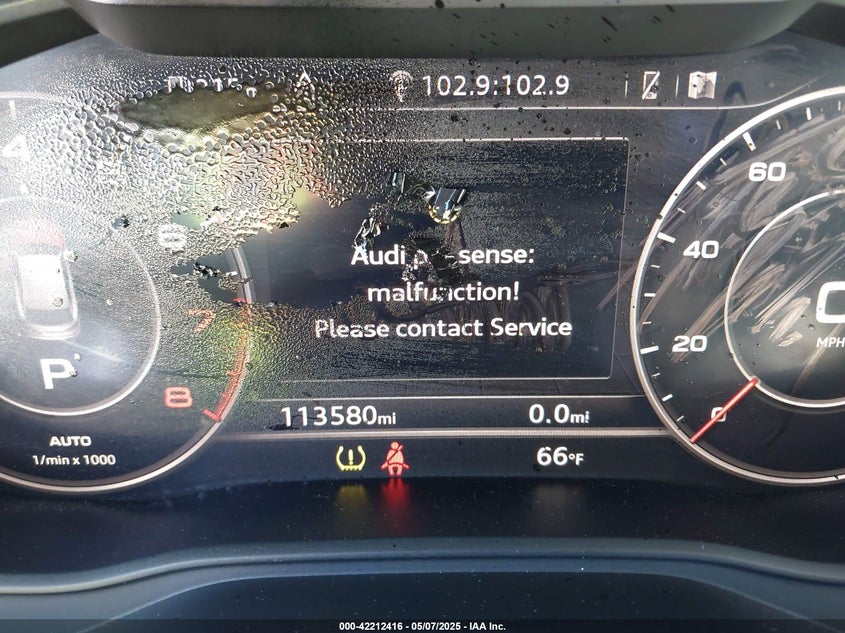 102.9:102.9
4
6
7
8
P
AUTO
1/min x 1000
Audi sense:
malfunction!
Please contact Service
113580mi
0.0mi
66°F
60
40
20
0
0
MPH
000-42212416 - 05/07/2025 - IAA Inc.